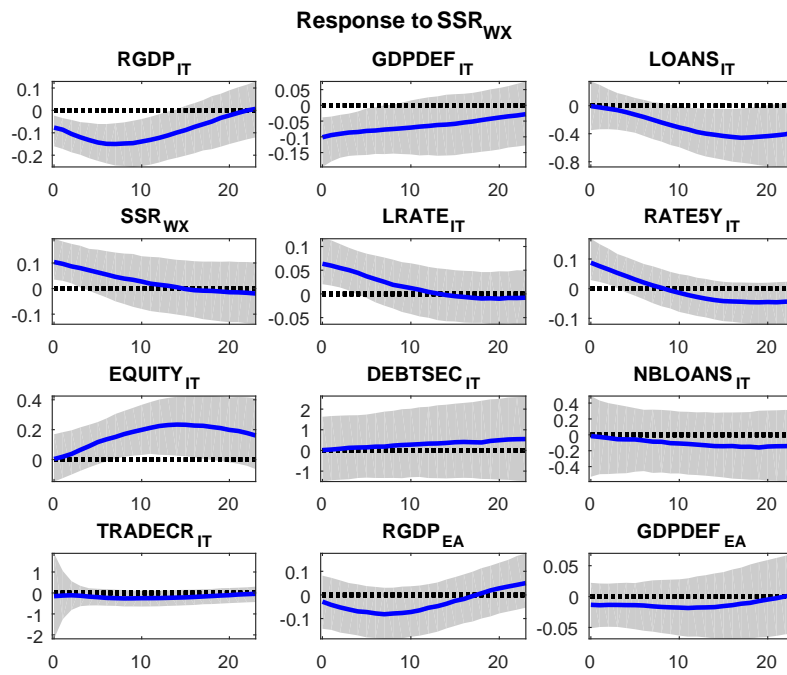 Response to SSR_WX
RGDP_IT GDPDEF_IT LOANS_IT
0.1 0 -0.1 -0.2 0.05 0 -0.05 -0.1 -0.15 0 -0.4 -0.8
0 10 20 0 10 20 0 10 20
SSR_WX LRATE_IT RATE5Y_IT
0.1 0 -0.1 0.1 0.05 0 -0.05 0.1 0 -0.1
0 10 20 0 10 20 0 10 20
EQUITY_IT DEBTSEC_IT NBLOANS_IT
0.4 0.2 0 2 1 0 -1 0.4 0.2 0 -0.2 -0.4
0 10 20 0 10 20 0 10 20
TRADECR_IT RGDP_EA GDPDEF_EA
1 0 -1 -2 0.1 0 -0.1 0.05 0 -0.05
0 10 20 0 10 20 0 10 20